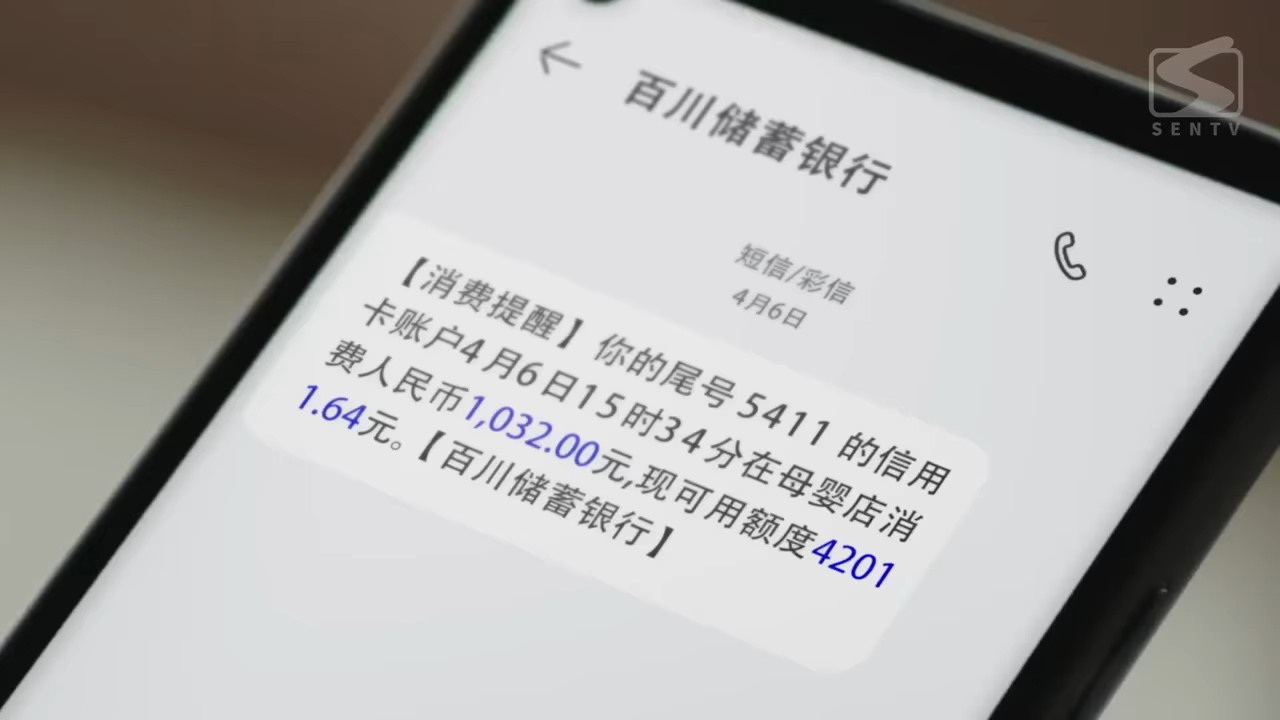 SENTV
百川储蓄银行
短信/彩信
4月6日
【消费提醒】你的尾号5411 的信用
卡账户4月6日15时34分在母婴店消
费人民币1,032.00元,现可用额度4201
1.64元。【百川储蓄银行】